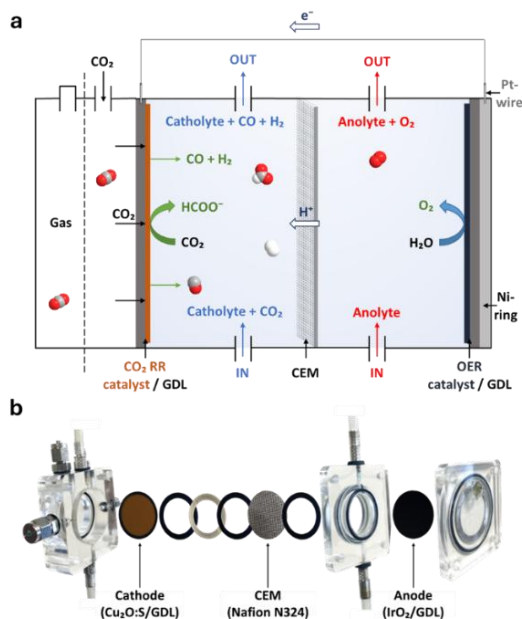 a
e⁻
CO₂
OUT
OUT
Pt-
wire
Catholyte + CO + H₂
Anolyte + O₂
CO + H₂
HCOO⁻
H⁺
O₂
CO₂
Gas
CO₂
H₂O
Ni-
ring
Catholyte + CO₂
Anolyte
CO₂ RR
catalyst / GDL
IN
CEM
IN
OER
catalyst / GDL
b
Cathode
(Cu₂O:S/GDL)
CEM
(Nafion N324)
Anode
(IrO₂/GDL)